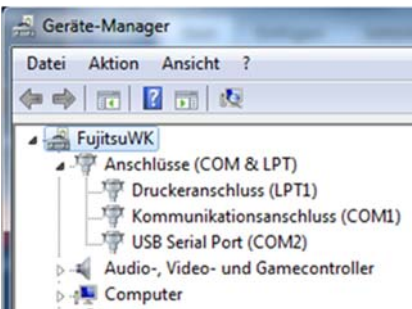 Geräte-Manager
Datei Aktion Ansicht ?
FujitsuWK
Anschlüsse (COM & LPT)
Druckeranschluss (LPT1)
Kommunikationsanschluss (COM1)
USB Serial Port (COM2)
Audio-, Video- und Gamecontroller
Computer